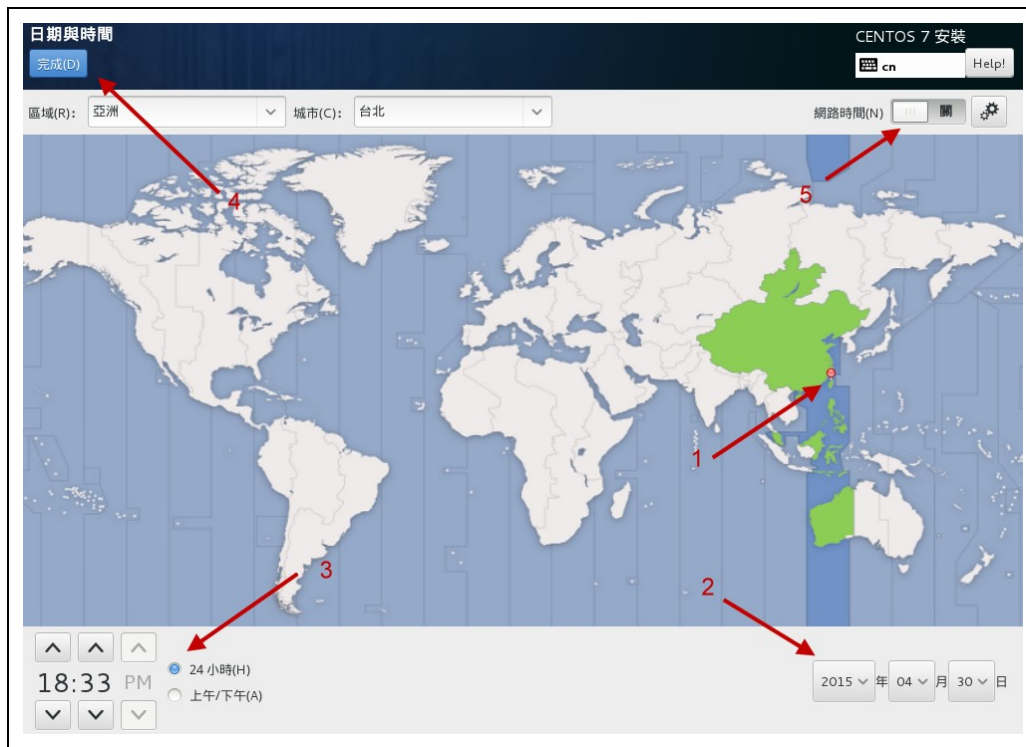 日期與時間
CENTOS 7 安裝
完成(D)
cn
Help!
區域(R):
亞洲
城市(C):
台北
網路時間(N)
關
5
4
1
3
2
24 小時(H)
18:33 PM
上午/下午(A)
2015 年 04 月 30 日